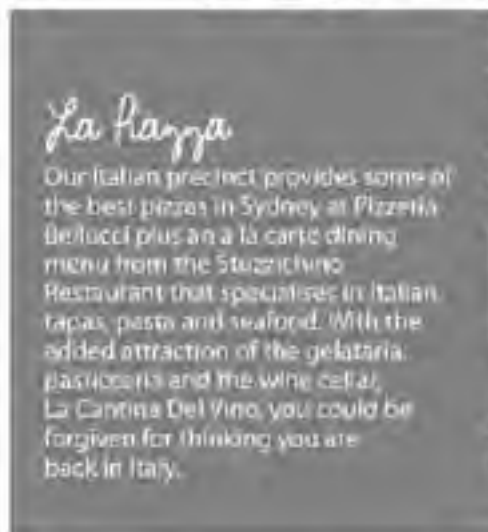 La Piazza
Our Italian precinct provides some of
the best pizzas in Sydney at Pizzeria
Bellucci plus an a la carte dining
menu from the Stuzzichino
Restaurant that specialises in Italian
tapas, pasta and seafood. With the
added attraction of the gelataria,
pasticceria and the wine cellar,
La Cantina Del Vino, you could be
forgiven for thinking you are
back in Italy.